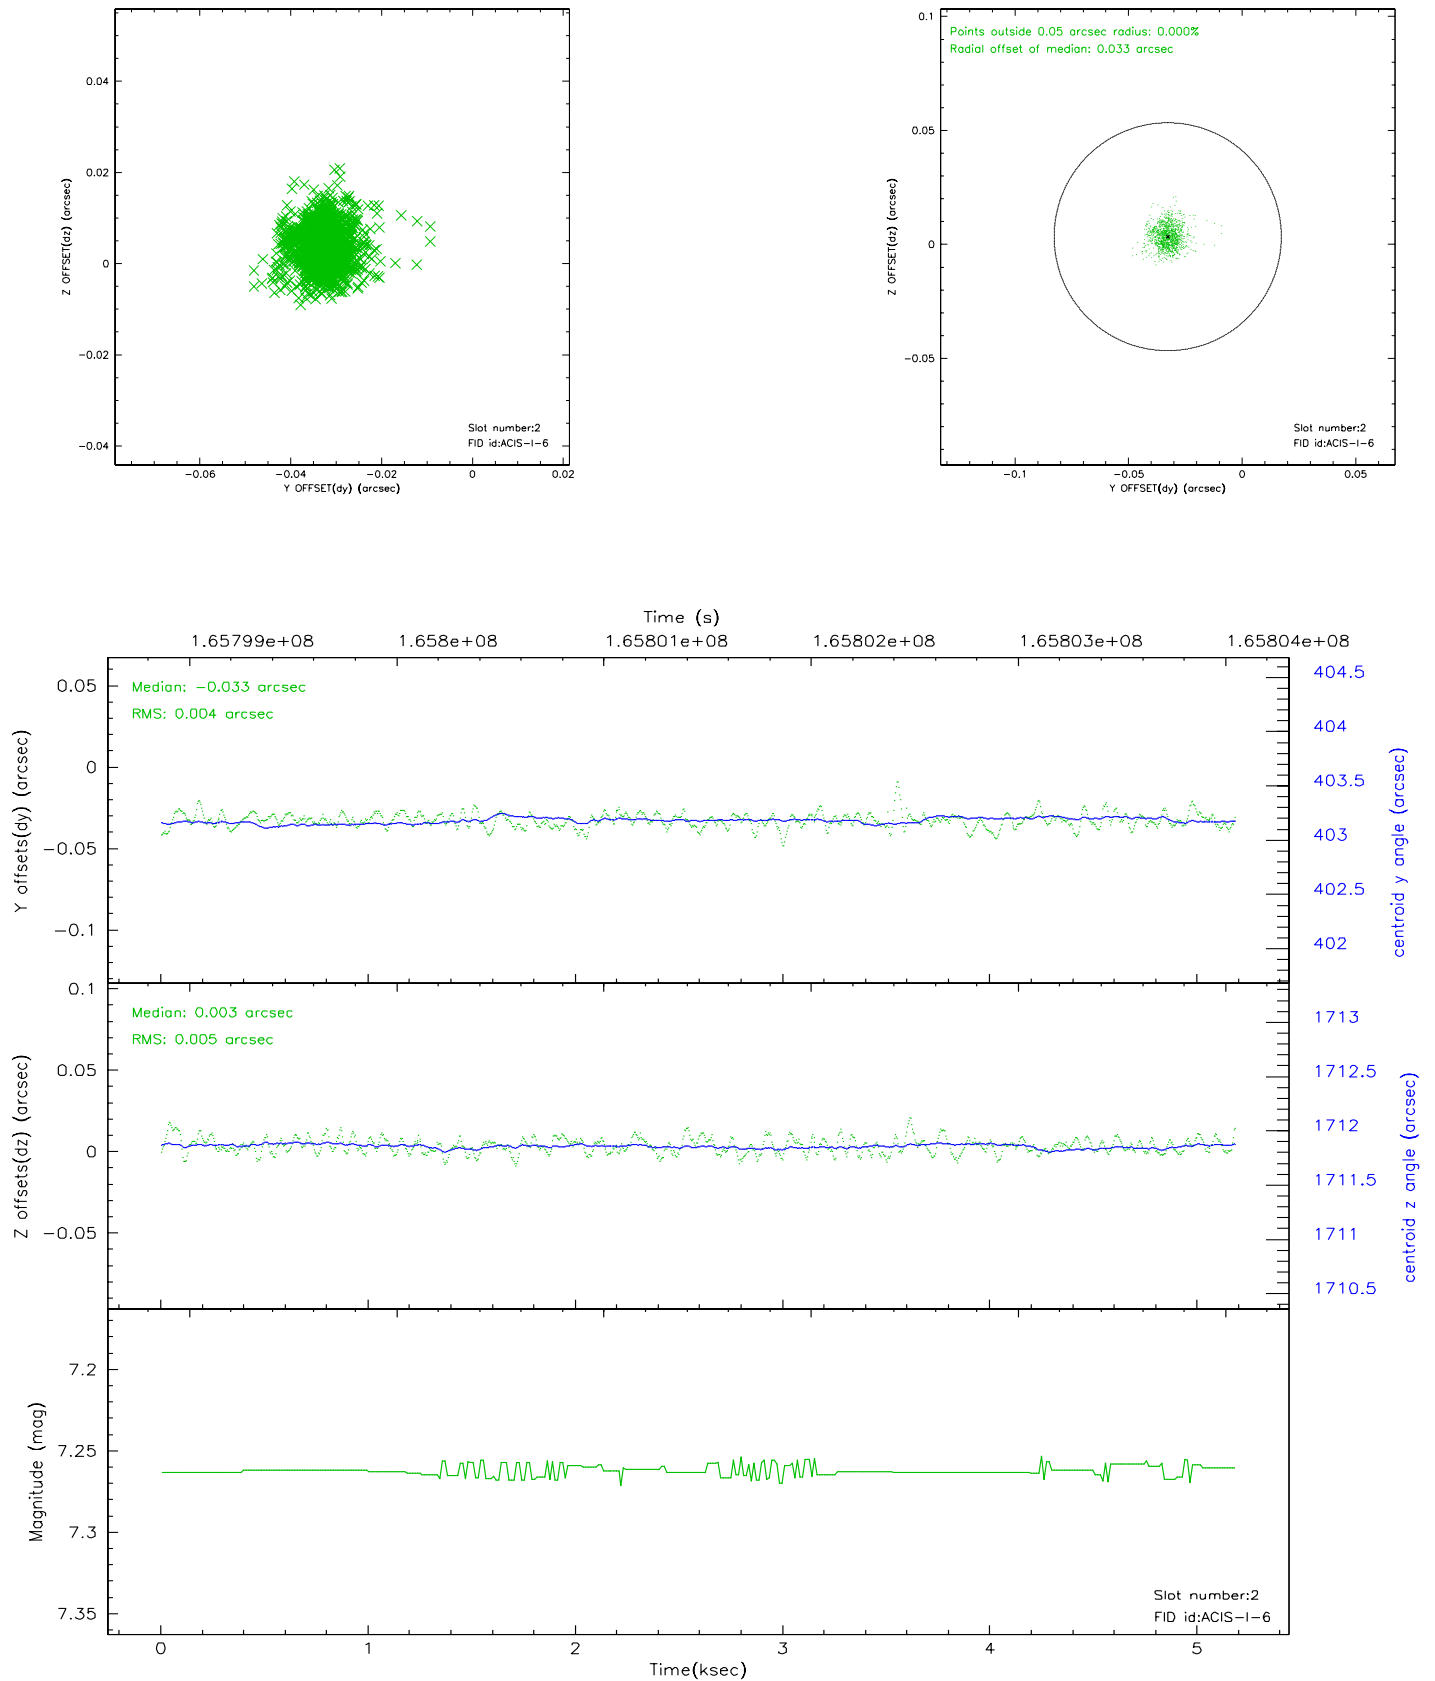 0.04
0.02
0
−0.02
−0.04
Z OFFSET(dz) (arcsec)
Slot number:2
FID id:ACIS−I−6
−0.06
−0.04
−0.02
0
0.02
Y OFFSET(dy) (arcsec)
Points outside 0.05 arcsec radius: 0.000%
Radial offset of median: 0.033 arcsec
0.1
0.05
0
−0.05
Z OFFSET(dz) (arcsec)
Slot number:2
FID id:ACIS−I−6
−0.1
−0.05
0
0.05
Y OFFSET(dy) (arcsec)
Time (s)
1.65799e+08
1.658e+08
1.65801e+08
1.65802e+08
1.65803e+08
1.65804e+08
Median: −0.033 arcsec
RMS: 0.004 arcsec
0.05
0
−0.05
−0.1
Y offsets(dy) (arcsec)
404.5
404
403.5
403
402.5
402
centroid y angle (arcsec)
Median: 0.003 arcsec
RMS: 0.005 arcsec
0.1
0.05
0
−0.05
Z offsets(dz) (arcsec)
1713
1712.5
1712
1711.5
1711
1710.5
centroid z angle (arcsec)
7.2
7.25
7.3
7.35
Magnitude (mag)
Slot number:2
FID id:ACIS−I−6
0
1
2
3
4
5
Time(ksec)